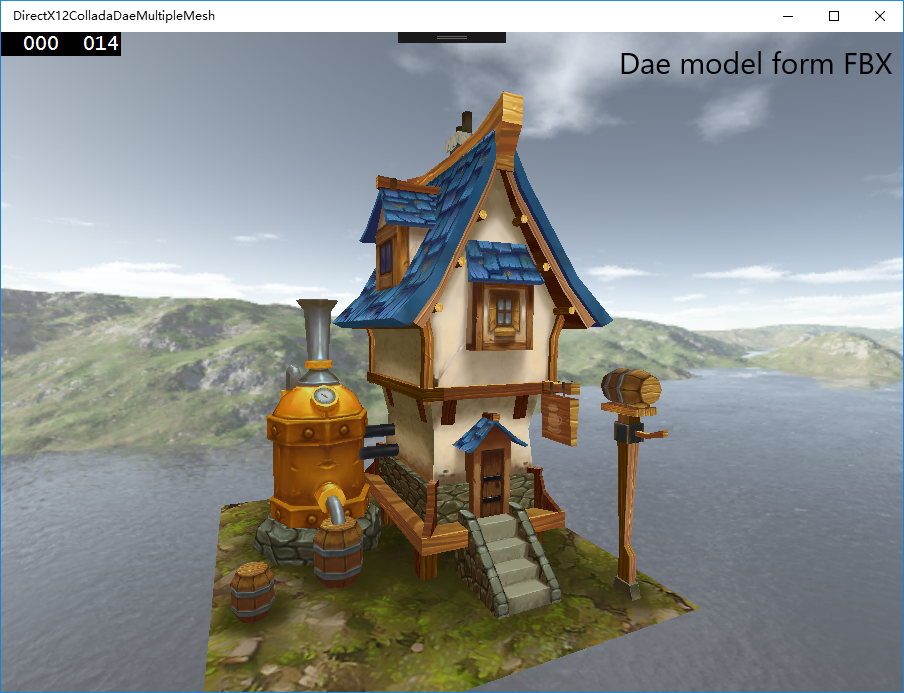 DirectX12ColladaDaeMultipleMesh
000 014
Dae model form FBX